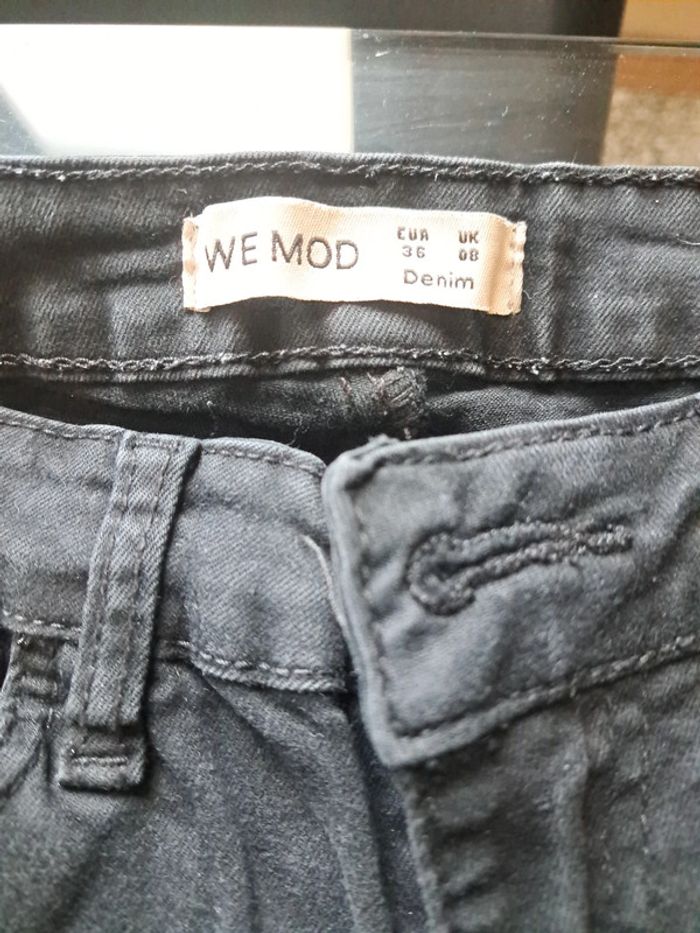 WE MOD
EUR UK
36 08
Denim